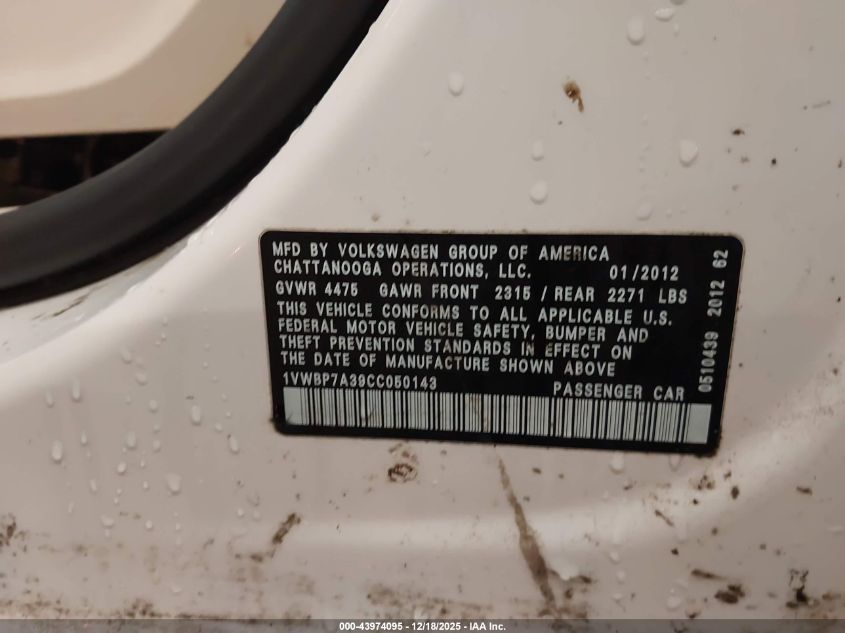 MFD BY VOLKSWAGEN GROUP OF AMERICA
CHATTANOOGA OPERATIONS, LLC. 01/2012
GVWR 4475 GAWR FRONT 2315 / REAR 2271 LBS
THIS VEHICLE CONFORMS TO ALL APPLICABLE U.S.
FEDERAL MOTOR VEHICLE SAFETY, BUMPER AND
THEFT PREVENTION STANDARDS IN EFFECT ON
THE DATE OF MANUFACTURE SHOWN ABOVE
1VWBP7A39CC050143 PASSENGER CAR
0510439 2012 62
000-43974095 - 12/18/2025 - IAA Inc.